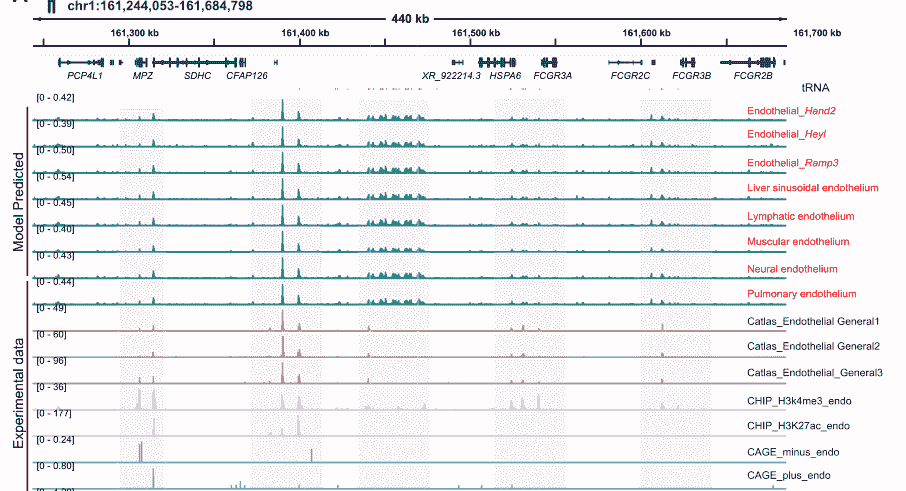 chr1:161,244,053-161,684,798
440 kb
161,300 kb 161,400 kb 161,500 kb 161,600 kb 161,700 kb
PCP4L1 MPZ SDHC CFAP126 XR_922214.3 HSPA6 FCGR3A FCGR2C FCGR3B FCGR2B
tRNA
[0 - 0.42]
Endothelial_Hand2
[0 - 0.39]
Endothelial_Heyl
[0 - 0.50]
Endothelial_Ramp3
[0 - 0.54]
Liver sinusoidal endothelium
[0 - 0.45]
Lymphatic endothelium
[0 - 0.40]
Muscular endothelium
[0 - 0.43]
Neural endothelium
[0 - 0.44]
Pulmonary endothelium
[0 - 49]
Catlas_Endothelial General1
[0 - 60]
Catlas_Endothelial General2
[0 - 96]
Catlas_Endothelial_General3
[0 - 36]
CHIP_H3k4me3_endo
[0 - 177]
CHIP_H3K27ac_endo
[0 - 0.24]
CAGE_minus_endo
[0 - 0.80]
CAGE_plus_endo
Model Predicted
Experimental data